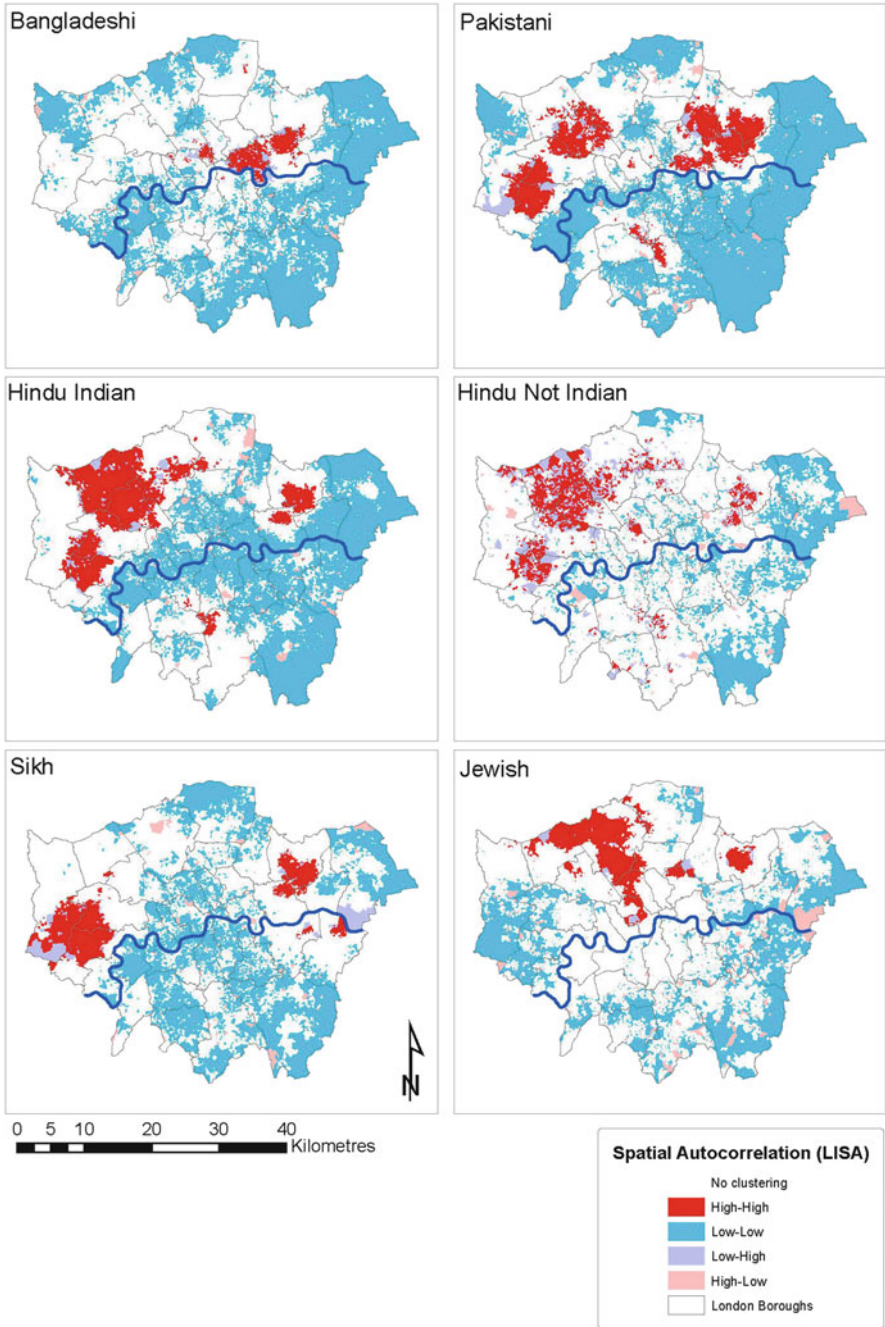 Bangladeshi
Pakistani
Hindu Indian
Hindu Not Indian
Sikh
Jewish
N
0 5 10 20 30 40
Kilometres
Spatial Autocorrelation (LISA)
No clustering
High-High
Low-Low
Low-High
High-Low
London Boroughs